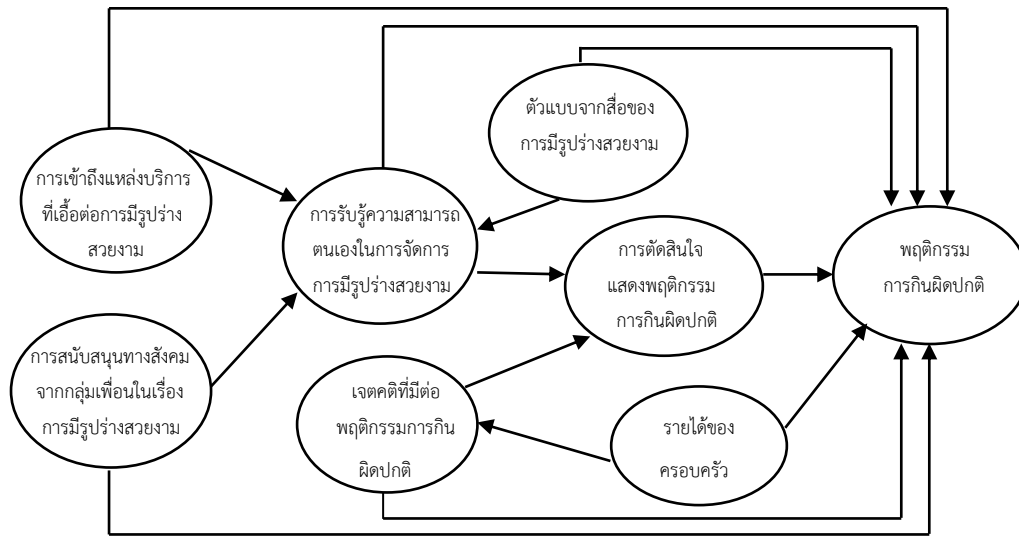 ตัวแบบจากสื่อของ
การมีรูปร่างสวยงาม
การเข้าถึงแหล่งบริการ
ที่เอื้อต่อการมีรูปร่าง
สวยงาม
การรับรู้ความสามารถ
ตนเองในการจัดการ
การมีรูปร่างสวยงาม
การตัดสินใจ
แสดงพฤติกรรม
การกินผิดปกติ
พฤติกรรม
การกินผิดปกติ
การสนับสนุนทางสังคม
จากกลุ่มเพื่อนในเรื่อง
การมีรูปร่างสวยงาม
เจตคติที่มีต่อ
พฤติกรรมการกิน
ผิดปกติ
รายได้ของ
ครอบครัว